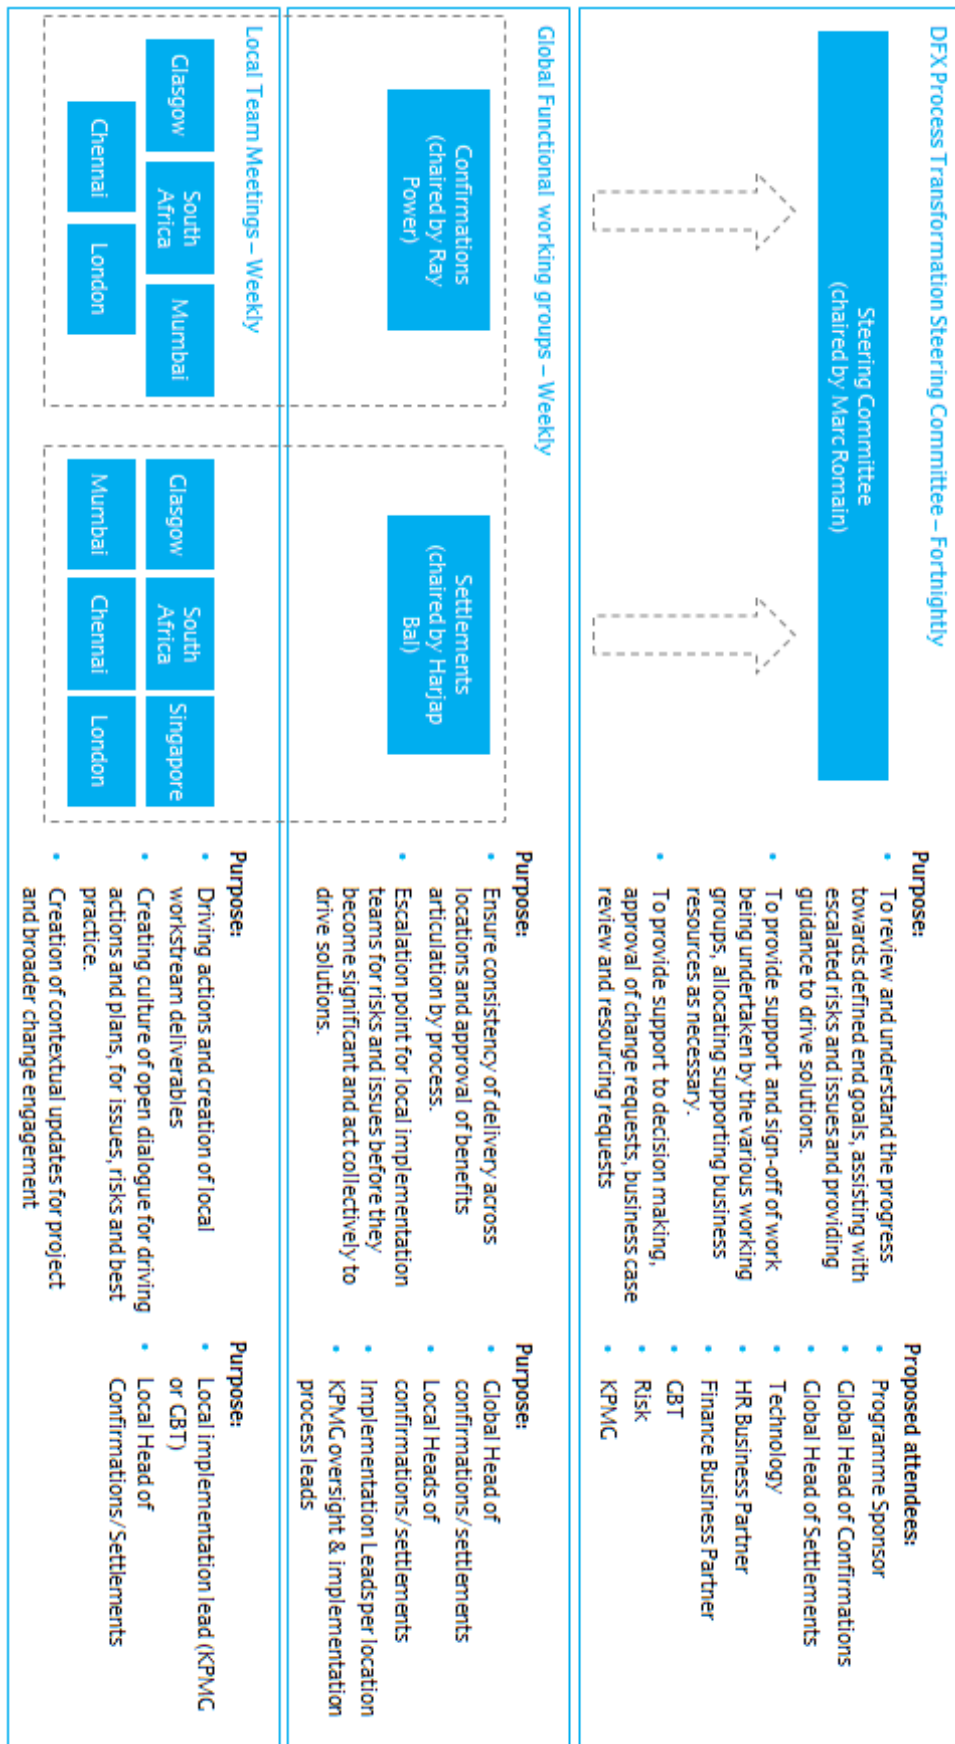 DFX Process Transformation Steering Committee – Fortnightly
Steering Committee
(chaired by Marc Romain)
Purpose:
• To review and understand the progress
towards defined end goals, assisting with
escalated risks and issues and providing
guidance to drive solutions.
• To provide support and sign-off of work
being undertaken by the various working
groups, allocating supporting business
resources as necessary.
• To provide support to decision making,
approval of change requests, business case
review and resourcing requests
Proposed attendees:
• Programme Sponsor
• Global Head of Confirmations
• Global Head of Settlements
• Technology
• HR Business Partner
• Finance Business Partner
• GBT
• Risk
• KPMG
Global Functional working groups – Weekly
Confirmations
(chaired by Ray
Power)
Settlements
(chaired by Harjap
Bal)
Purpose:
• Ensure consistency of delivery across
locations and approval of benefits
articulation by process.
• Escalation point for local implementation
teams for risks and issues before they
become significant and act collectively to
drive solutions.
Purpose:
• Global Head of
confirmations / settlements
• Local Heads of
confirmations / settlements
• Implementation Leads per location
• KPMG oversight & implementation
process leads
Local Team Meetings – Weekly
Glasgow
South
Africa
Mumbai
Chennai
London
Glasgow
South
Africa
Singapore
Mumbai
Chennai
London
Purpose:
• Driving actions and creation of local
workstream deliverables
• Creating culture of open dialogue for driving
actions and plans, for issues, risks and best
practice.
• Creation of contextual updates for project
and broader change engagement
Purpose:
• Local implementation lead (KPMG
or GBT)
• Local Head of
Confirmations / Settlements